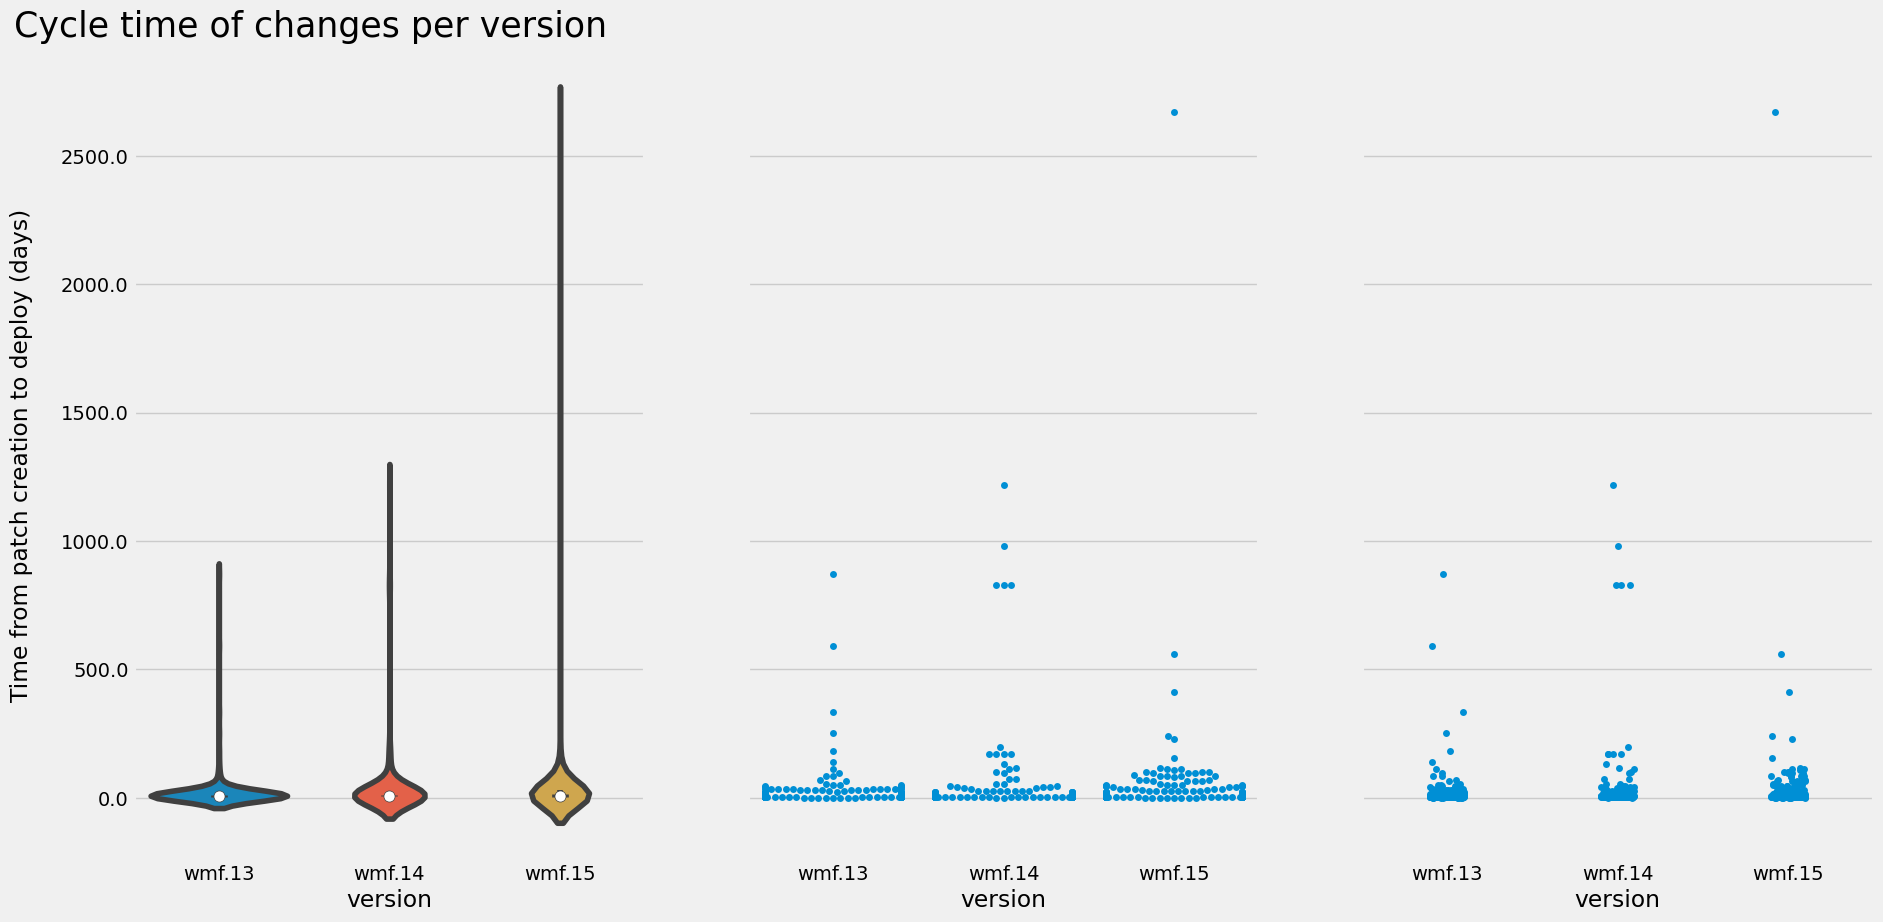 Cycle time of changes per version
Time from patch creation to deploy (days)
2500.0
2000.0
1500.0
1000.0
500.0
0.0
wmf.13 wmf.14 wmf.15
version
wmf.13 wmf.14 wmf.15
version
wmf.13 wmf.14 wmf.15
version